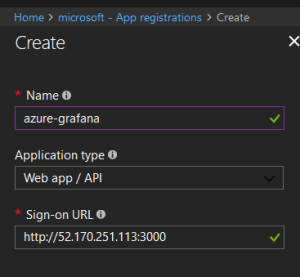 Home > microsoft - App registrations > Create
Create
* Name
azure-grafana
Application type
Web app / API
* Sign-on URL
http://52.170.251.113:3000